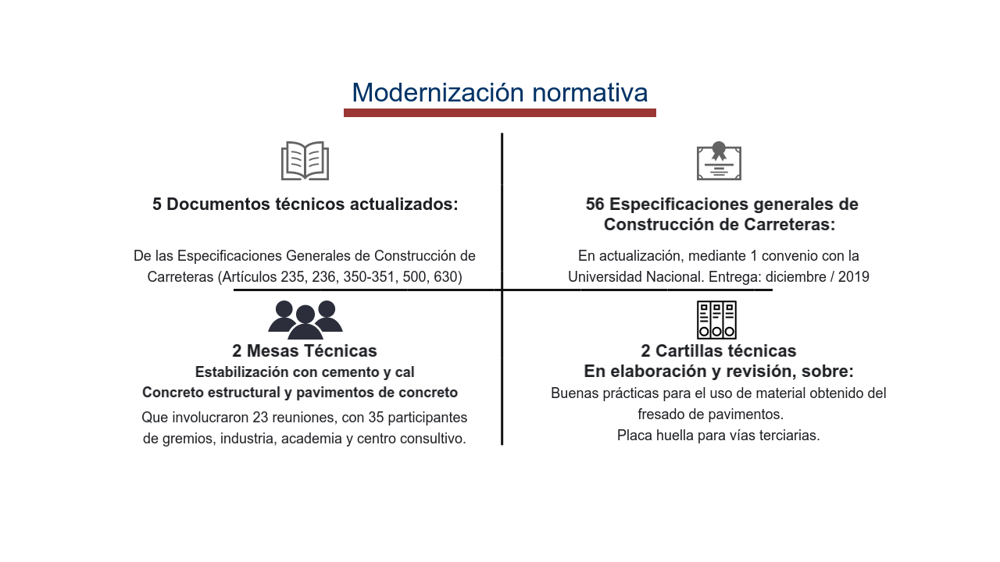 Modernización normativa
5 Documentos técnicos actualizados:
De las Especificaciones Generales de Construcción de
Carreteras (Artículos 235, 236, 350-351, 500, 630)
56 Especificaciones generales de
Construcción de Carreteras:
En actualización, mediante 1 convenio con la
Universidad Nacional. Entrega: diciembre / 2019
2 Mesas Técnicas
Estabilización con cemento y cal
Concreto estructural y pavimentos de concreto
Que involucraron 23 reuniones, con 35 participantes
de gremios, industria, academia y centro consultivo.
2 Cartillas técnicas
En elaboración y revisión, sobre:
Buenas prácticas para el uso de material obtenido del
fresado de pavimentos.
Placa huella para vías terciarias.